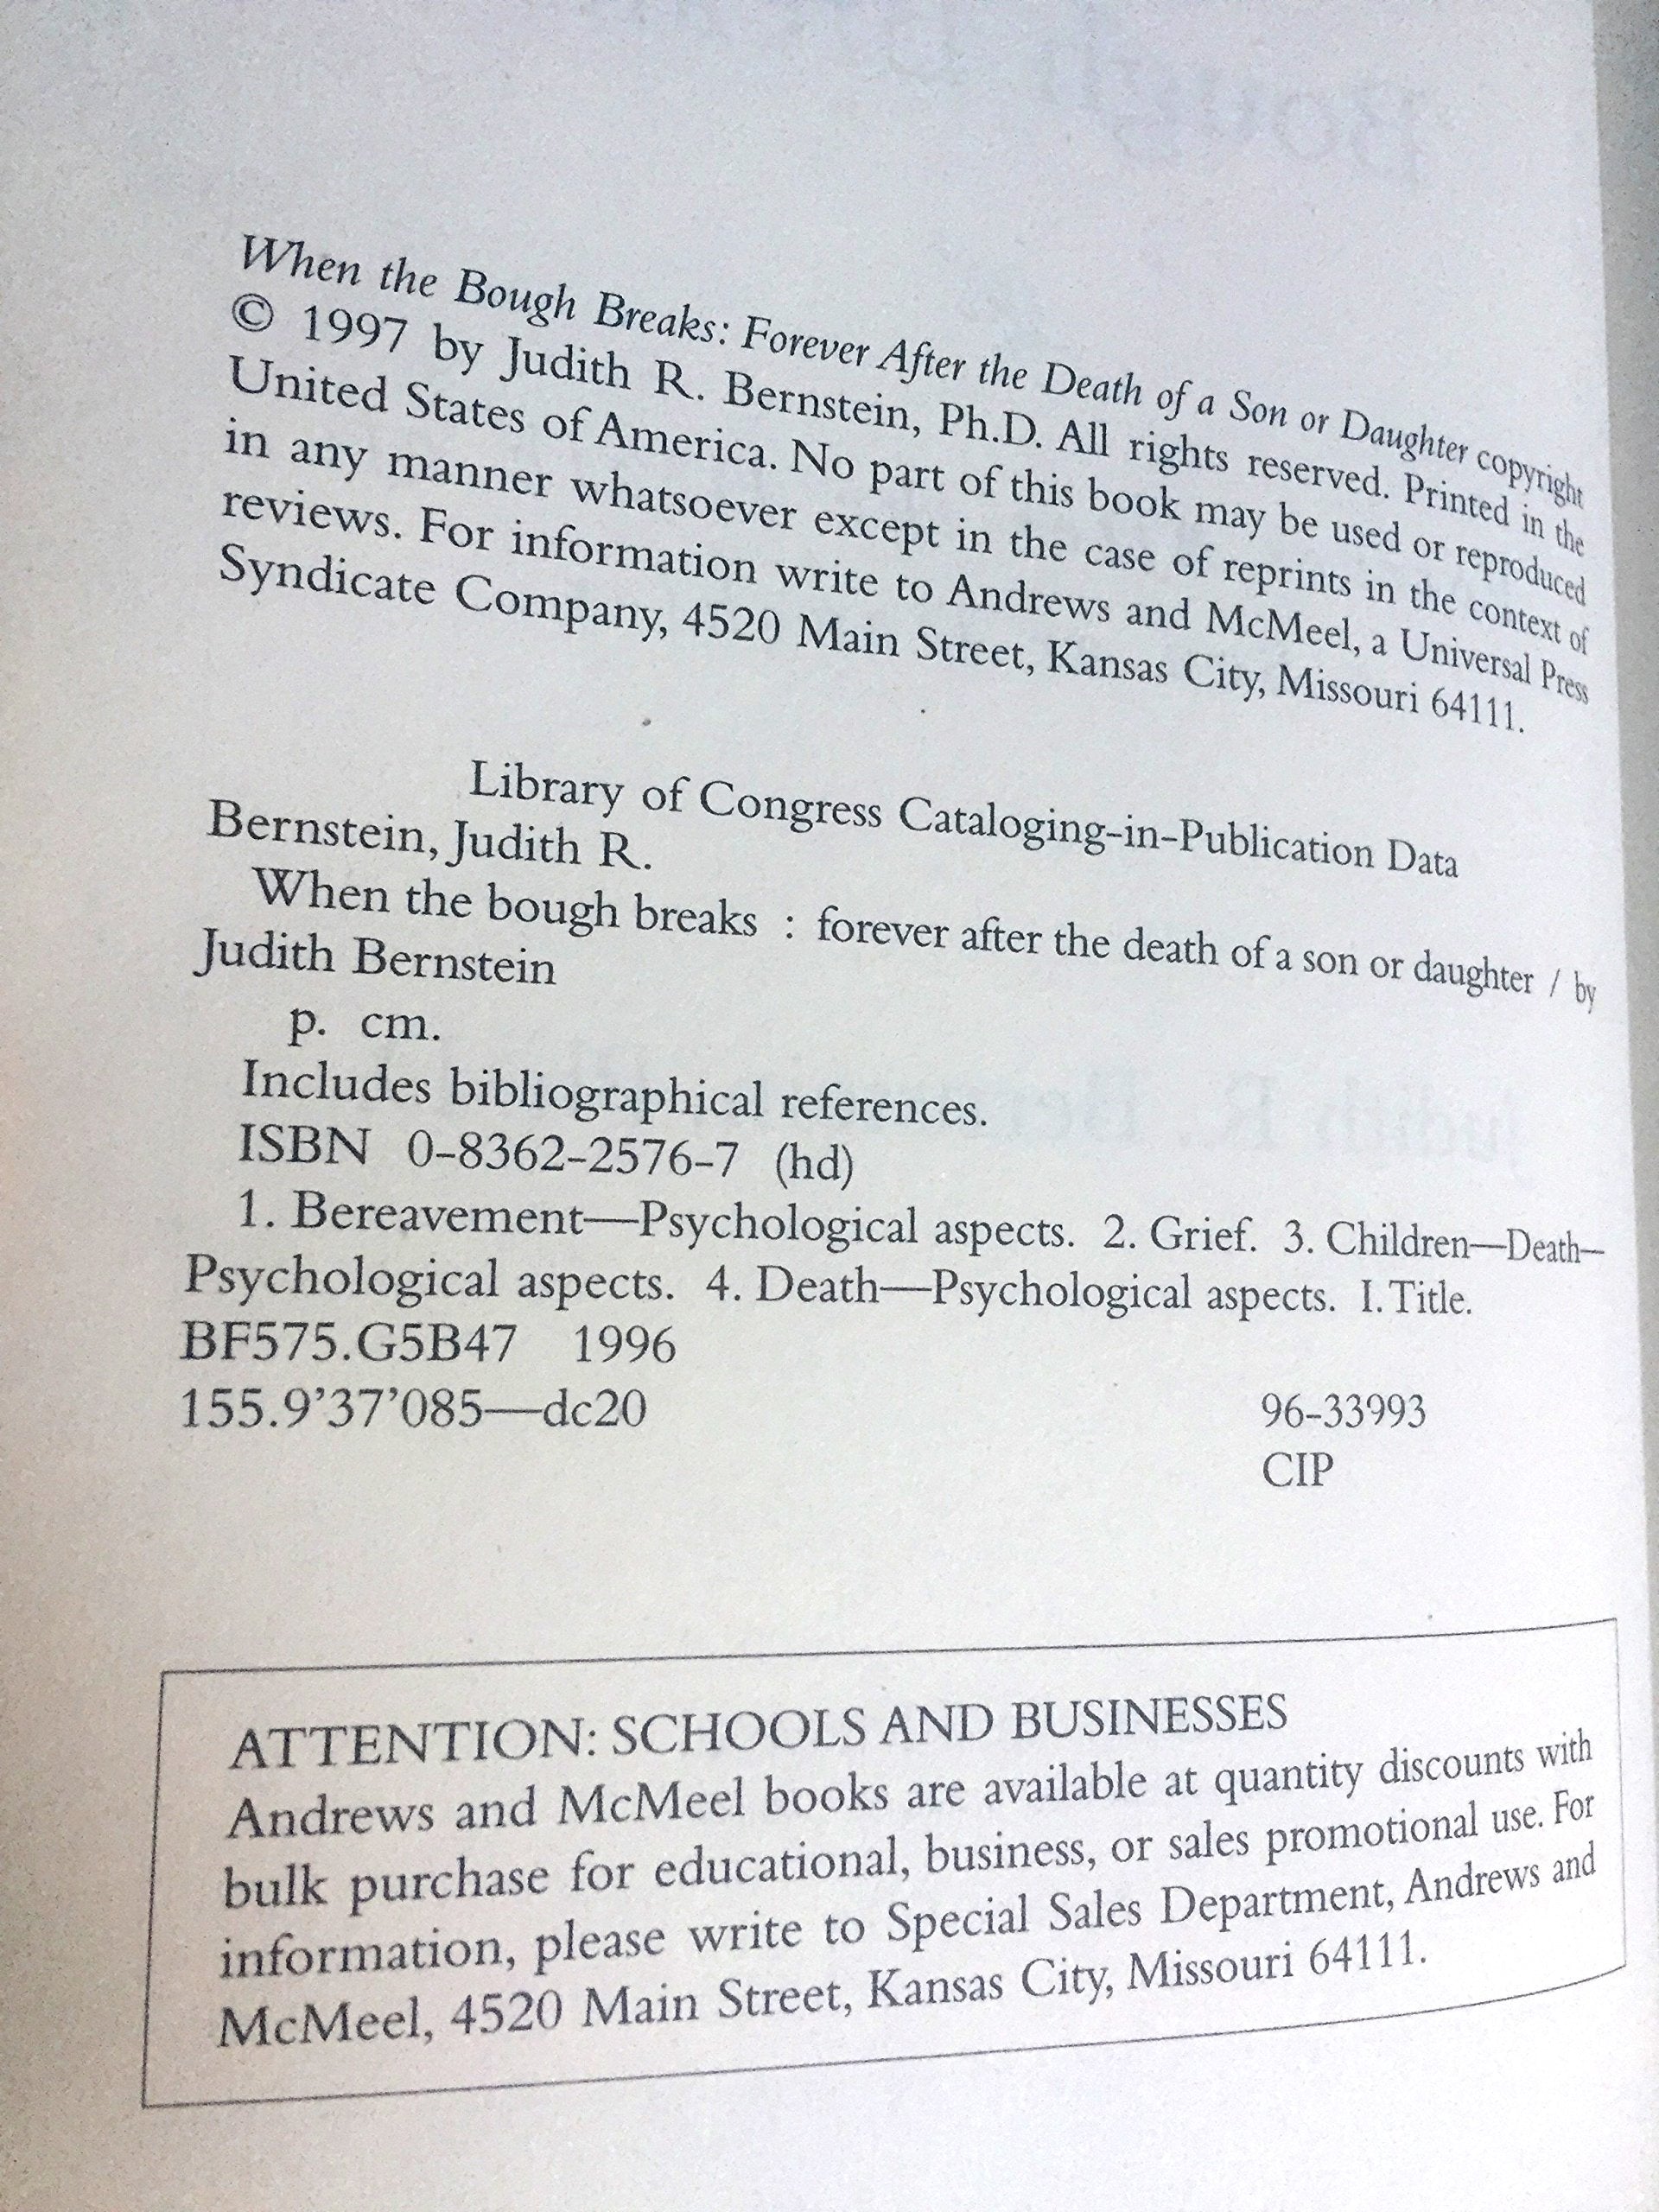 When the Bough Breaks: Forever After the Death of a Son or Daughter copyright
© 1997 by Judith R. Bernstein, Ph.D. All rights reserved. Printed in the
United States of America. No part of this book may be used or reproduced
in any manner whatsoever except in the case of reprints in the context of
reviews. For information write to Andrews and McMeel, a Universal Press
Syndicate Company, 4520 Main Street, Kansas City, Missouri 64111.
Library of Congress Cataloging-in-Publication Data
Bernstein, Judith R.
When the bough breaks : forever after the death of a son or daughter / by
Judith Bernstein
p. cm.
Includes bibliographical references.
ISBN 0-8362-2576-7 (hd)
1. Bereavement—Psychological aspects. 2. Grief. 3. Children—Death—
Psychological aspects. 4. Death—Psychological aspects. I. Title.
BF575.G5B47 1996
155.9’37’085—dc20 96-33993
CIP
ATTENTION: SCHOOLS AND BUSINESSES
Andrews and McMeel books are available at quantity discounts with
bulk purchase for educational, business, or sales promotional use. For
information, please write to Special Sales Department, Andrews and
McMeel, 4520 Main Street, Kansas City, Missouri 64111.